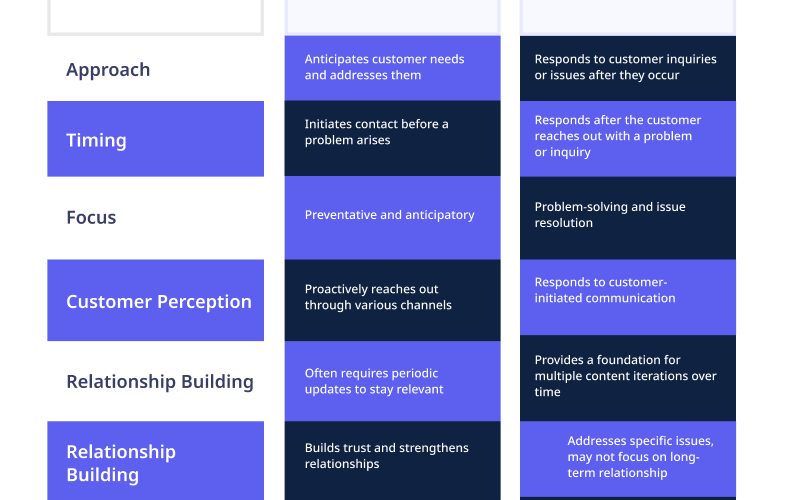 Approach
Anticipates customer needs
and addresses them
Responds to customer inquiries
or issues after they occur
Timing
Initiates contact before a
problem arises
Responds after the customer
reaches out with a problem
or inquiry
Focus
Preventative and anticipatory
Problem-solving and issue
resolution
Customer Perception
Proactively reaches out
through various channels
Responds to customer-
initiated communication
Relationship Building
Often requires periodic
updates to stay relevant
Provides a foundation for
multiple content iterations over
time
Relationship
Building
Builds trust and strengthens
relationships
Addresses specific issues,
may not focus on long-
term relationship